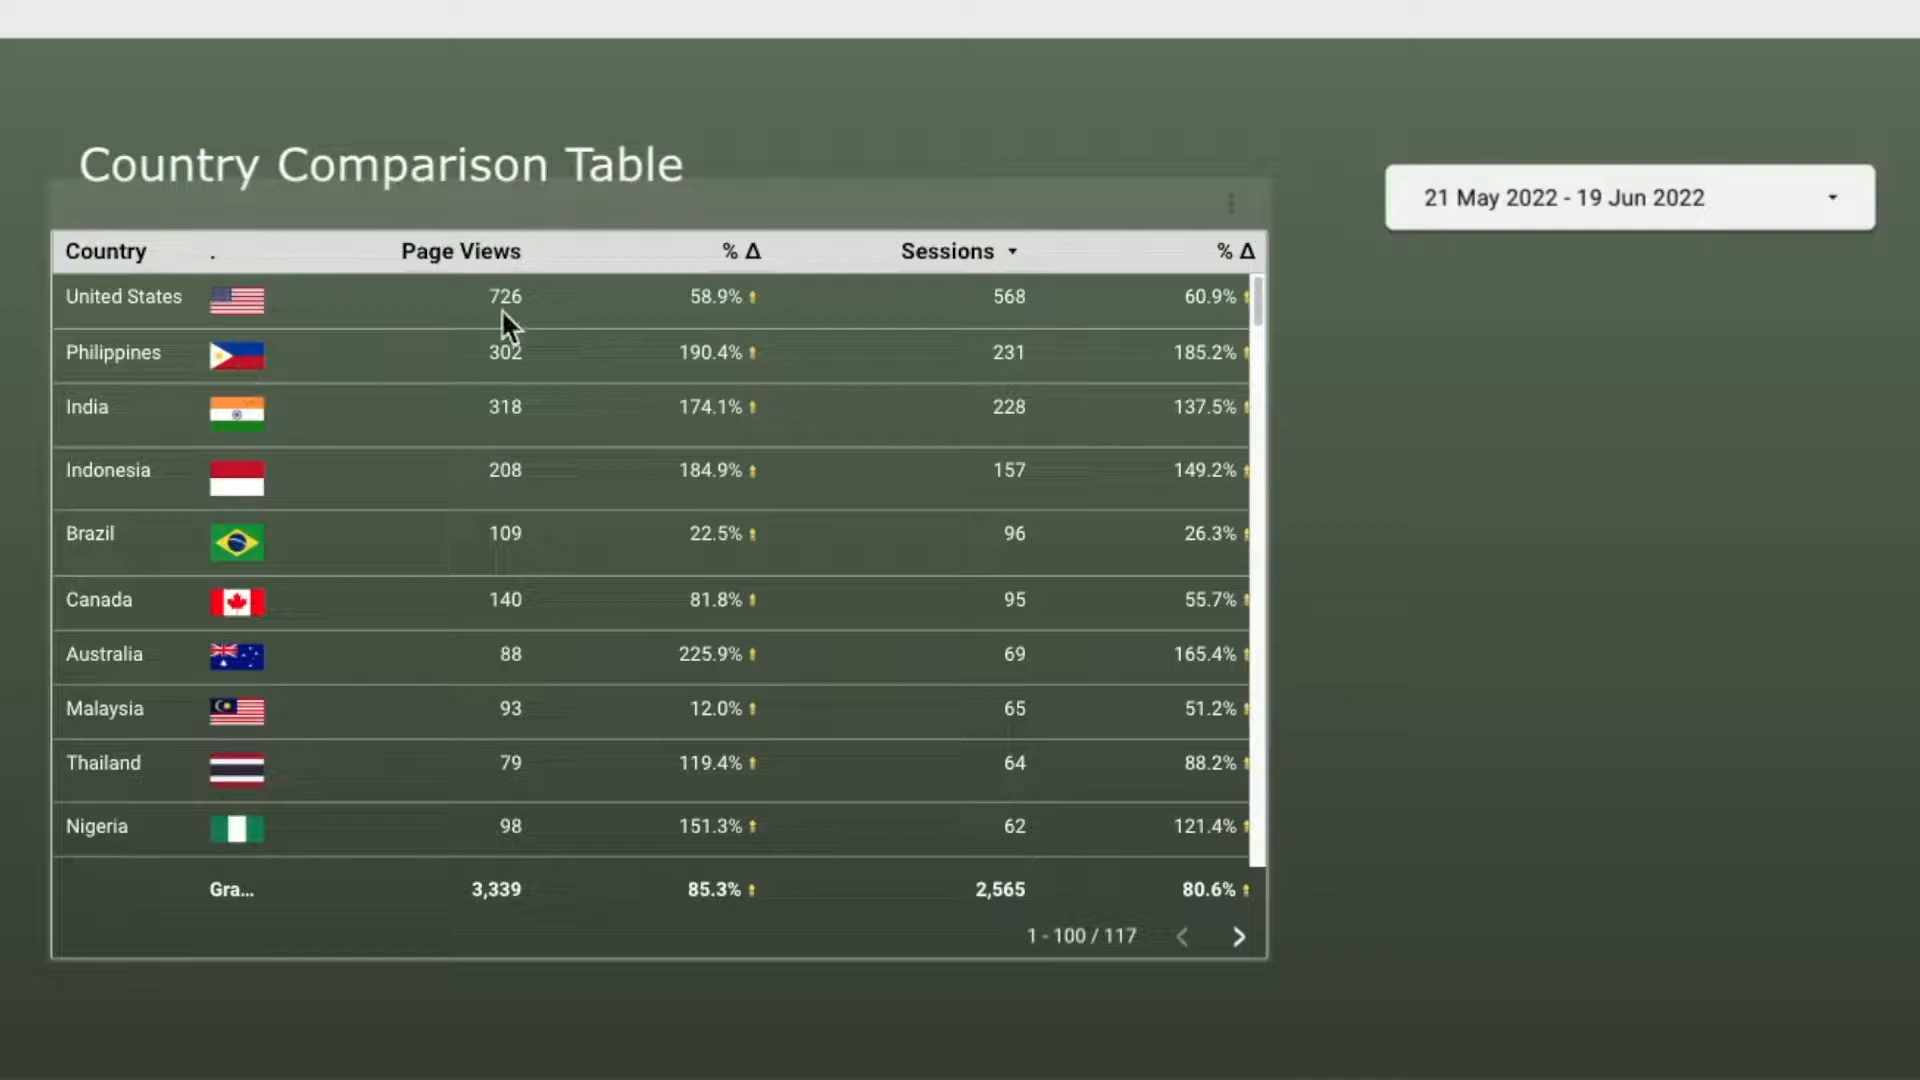 Country Comparison Table
21 May 2022 - 19 Jun 2022
Country . Page Views % Δ Sessions % Δ
United States 726 58.9% 568 60.9%
Philippines 302 190.4% 231 185.2%
India 318 174.1% 228 137.5%
Indonesia 208 184.9% 157 149.2%
Brazil 109 22.5% 96 26.3%
Canada 140 81.8% 95 55.7%
Australia 88 225.9% 69 165.4%
Malaysia 93 12.0% 65 51.2%
Thailand 79 119.4% 64 88.2%
Nigeria 98 151.3% 62 121.4%
Gra... 3,339 85.3% 2,565 80.6%
1 - 100 / 117